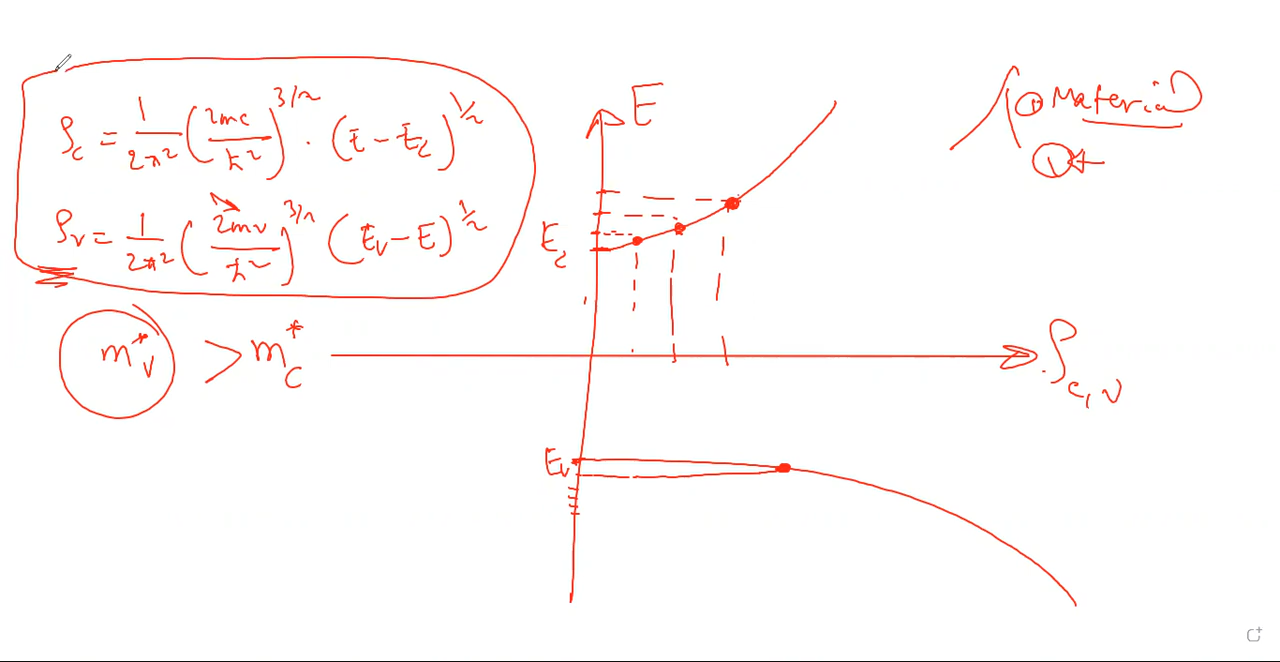 ρc = 1/2π² (2mc/ħ²)^3/2 · (E − Ec)^1/2
ρv = 1/2π² (2mv/ħ²)^3/2 (Ev − E)^1/2
m*v > m*c
E
Ec
ρc,v
Ev
① Material
①